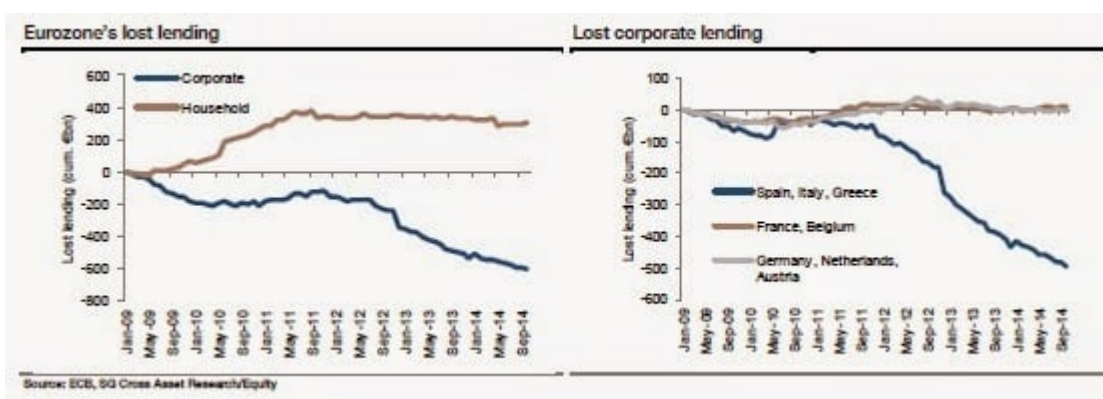 Eurozone's lost lending
Lost lending (cum. €bn)
600
400
200
0
-200
-400
-600
-800
Corporate
Household
Jan-09
May -09
Sep-09
Jan-10
May -10
Sep-10
Jan-11
May -11
Sep-11
Jan-12
May -12
Sep-12
Jan-13
May -13
Sep-13
Jan-14
May -14
Sep-14
Lost corporate lending
Lost lending (cum. €bn)
100
0
-100
-200
-300
-400
-500
-600
Spain, Italy, Greece
France, Belgium
Germany, Netherlands,
Austria
Jan-09
May-09
Sep-09
Jan-10
May-10
Sep-10
Jan-11
May-11
Sep-11
Jan-12
May-12
Sep-12
Jan-13
May-13
Sep-13
Jan-14
May-14
Sep-14
Source: ECB, SG Cross Asset Research/Equity